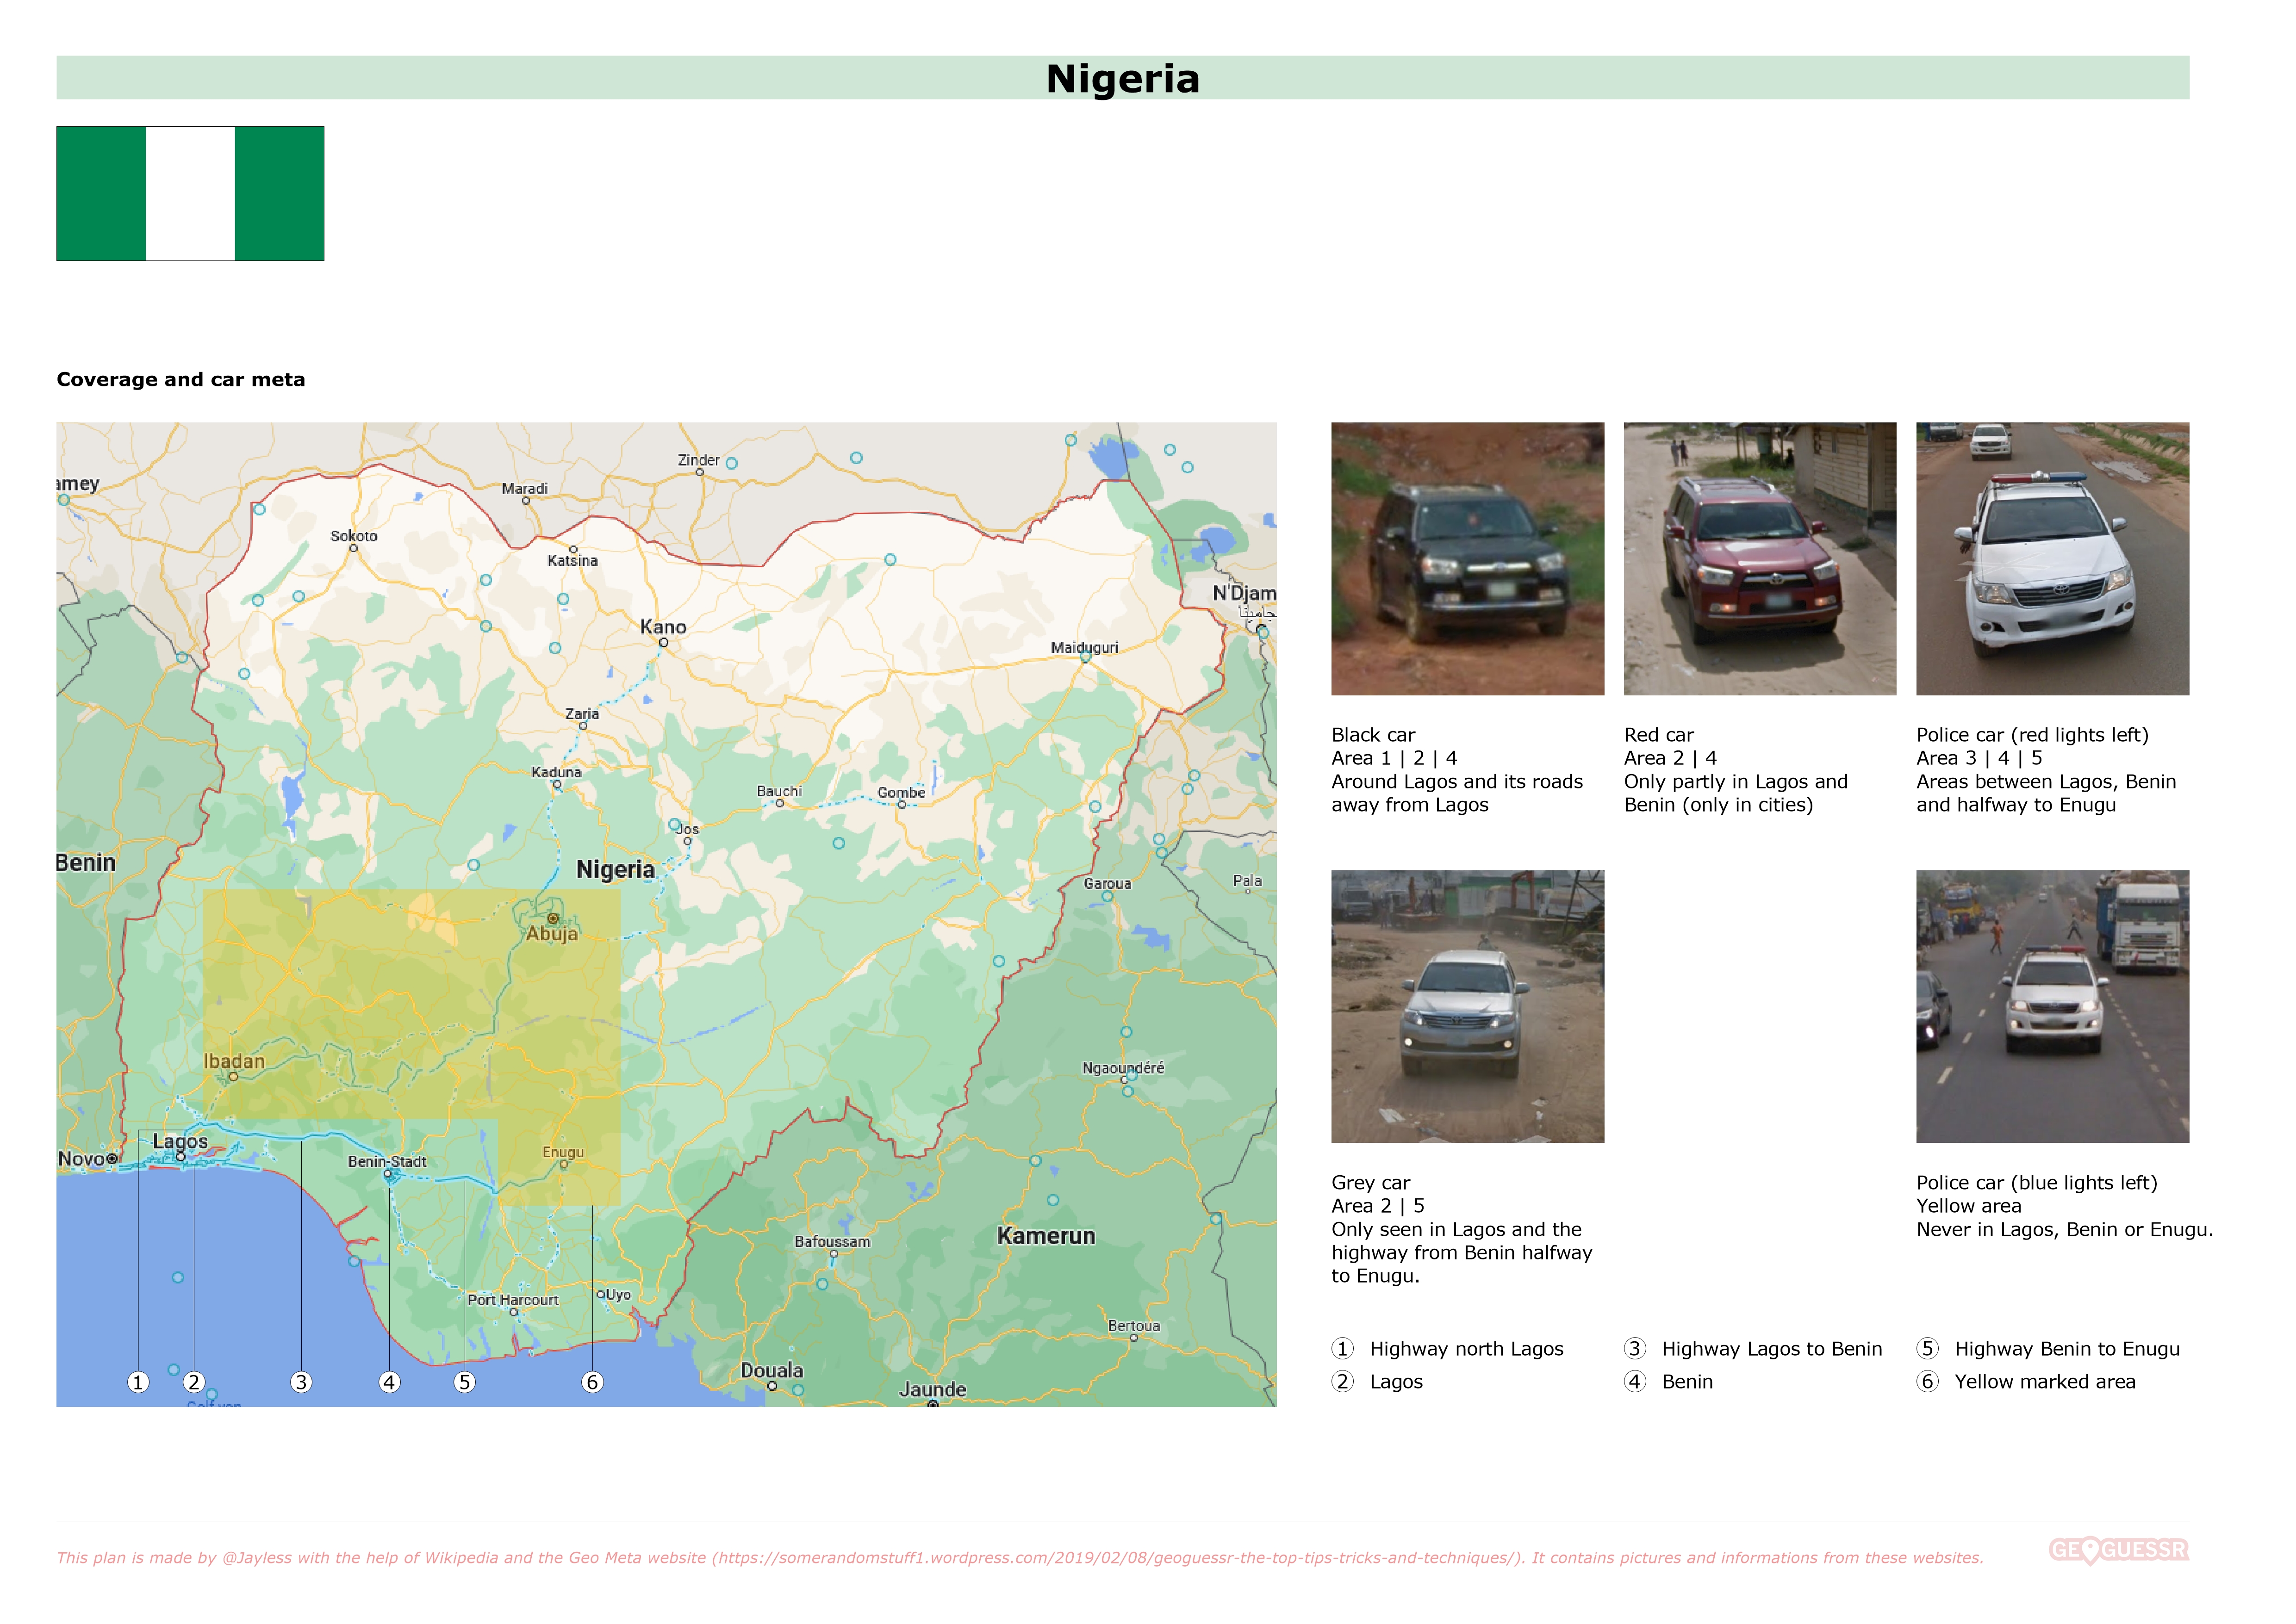 Nigeria
Coverage and car meta
amey
Zinder
Maradi
Sokoto
Katsina
N'Djam
Kano
Maiduguri
Zaria
Kaduna
Bauchi
Gombe
Jos
Benin
Nigeria
Garoua
Pala
Abuja
Ibadan
Ngaoundéré
Lagos
Novo
Benin-Stadt
Enugu
Bafoussam
Kamerun
Port Harcourt
Uyo
Bertoua
Douala
Jaunde
Golf von
1 2 3 4 5 6
Black car
Area 1 | 2 | 4
Around Lagos and its roads
away from Lagos
Red car
Area 2 | 4
Only partly in Lagos and
Benin (only in cities)
Police car (red lights left)
Area 3 | 4 | 5
Areas between Lagos, Benin
and halfway to Enugu
Grey car
Area 2 | 5
Only seen in Lagos and the
highway from Benin halfway
to Enugu.
Police car (blue lights left)
Yellow area
Never in Lagos, Benin or Enugu.
1 Highway north Lagos
2 Lagos
3 Highway Lagos to Benin
4 Benin
5 Highway Benin to Enugu
6 Yellow marked area
This plan is made by @Jayless with the help of Wikipedia and the Geo Meta website (https://somerandomstuff1.wordpress.com/2019/02/08/geoguessr-the-top-tips-tricks-and-techniques/). It contains pictures and informations from these websites.
GEOGUESSR